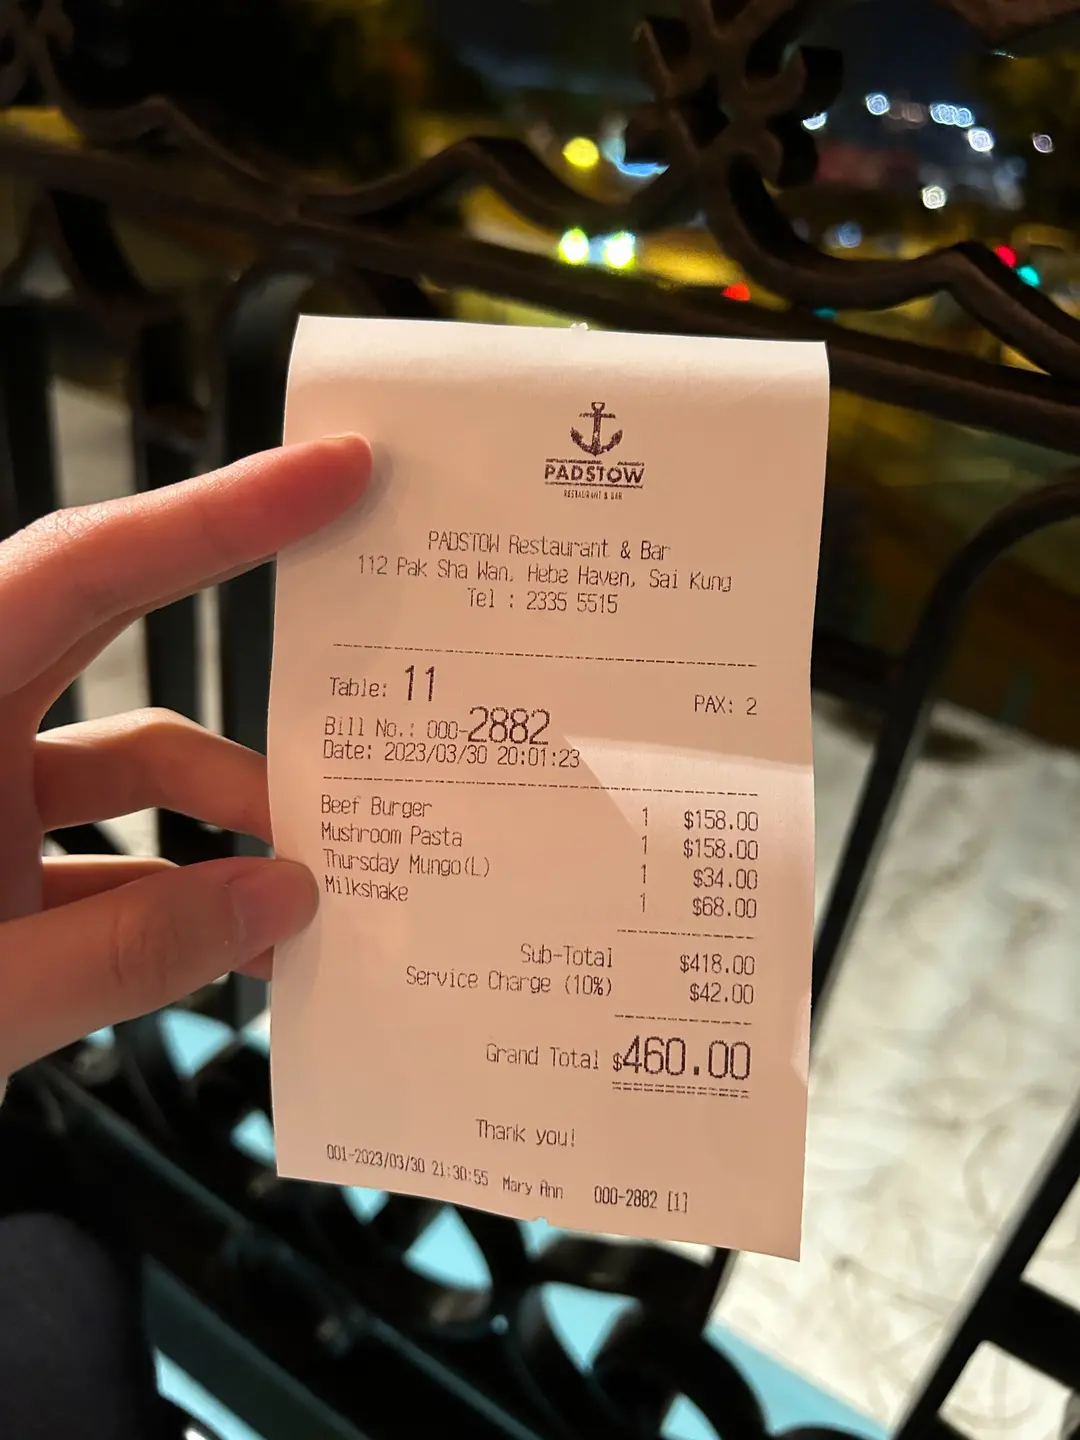 PADSTOW
RESTAURANT & BAR
PADSTOW Restaurant & Bar
112 Pak Sha Wan, Hebe Haven, Sai Kung
Tel : 2335 5515
Table: 11 PAX: 2
Bill No.: 000-2882
Date: 2023/03/30 20:01:23
Beef Burger 1 $158.00
Mushroom Pasta 1 $158.00
Thursday Mungo(L) 1 $34.00
Milkshake 1 $68.00
Sub-Total $418.00
Service Charge (10%) $42.00
Grand Total $460.00
Thank you!
001-2023/03/30 21:30:55 Mary Ann 000-2882 [1]